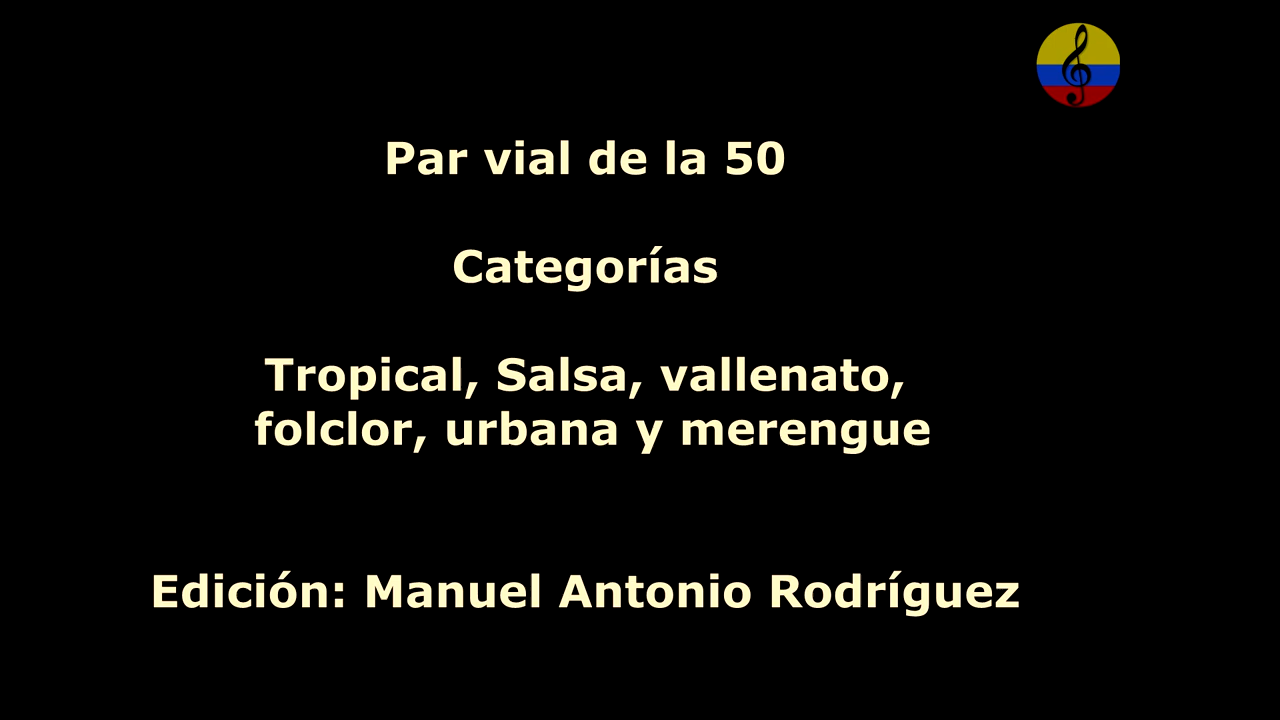 Par vial de la 50
Categorías
Tropical, Salsa, vallenato,
folclor, urbana y merengue
Edición: Manuel Antonio Rodríguez